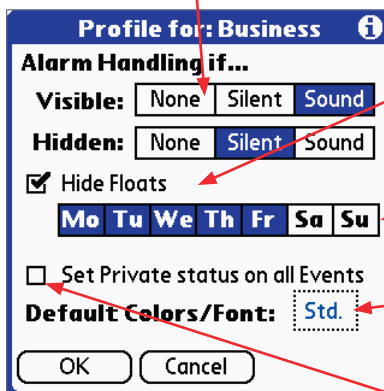 Profile for: Business i
Alarm Handling if...
Visible: None Silent Sound
Hidden: None Silent Sound
Hide Floats
Mo Tu We Th Fr Sa Su
Set Private status on all Events
Default Colors/Font: Std.
OK Cancel